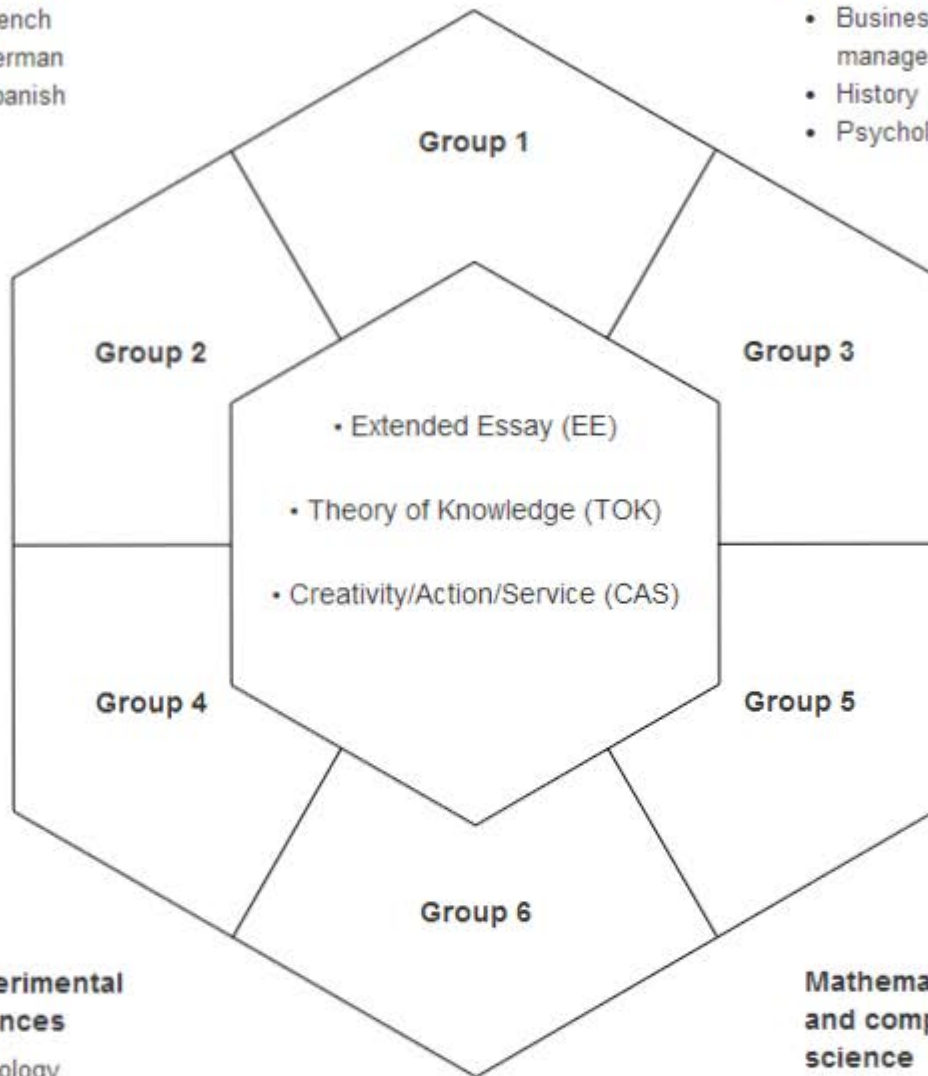 ench
erman
panish
• Busines
manage
• History
• Psychol
Group 1
Group 2
Group 3
• Extended Essay (EE)
• Theory of Knowledge (TOK)
• Creativity/Action/Service (CAS)
Group 4
Group 5
Group 6
erimental
nces
ology
Mathema
and comp
science